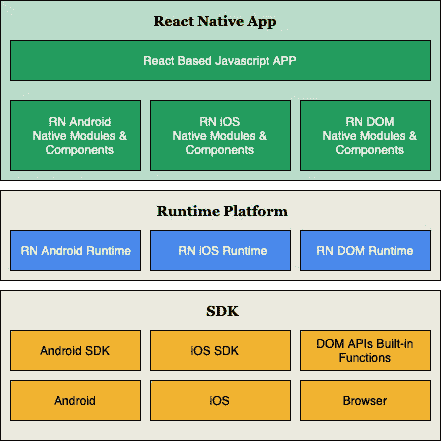 React Native App
React Based Javascript APP
RN Android
Native Modules &
Components
RN iOS
Native Modules &
Components
RN DOM
Native Modules &
Components
Runtime Platform
RN Android Runtime
RN iOS Runtime
RN DOM Runtime
SDK
Android SDK
iOS SDK
DOM APIs Built-in
Functions
Android
iOS
Browser